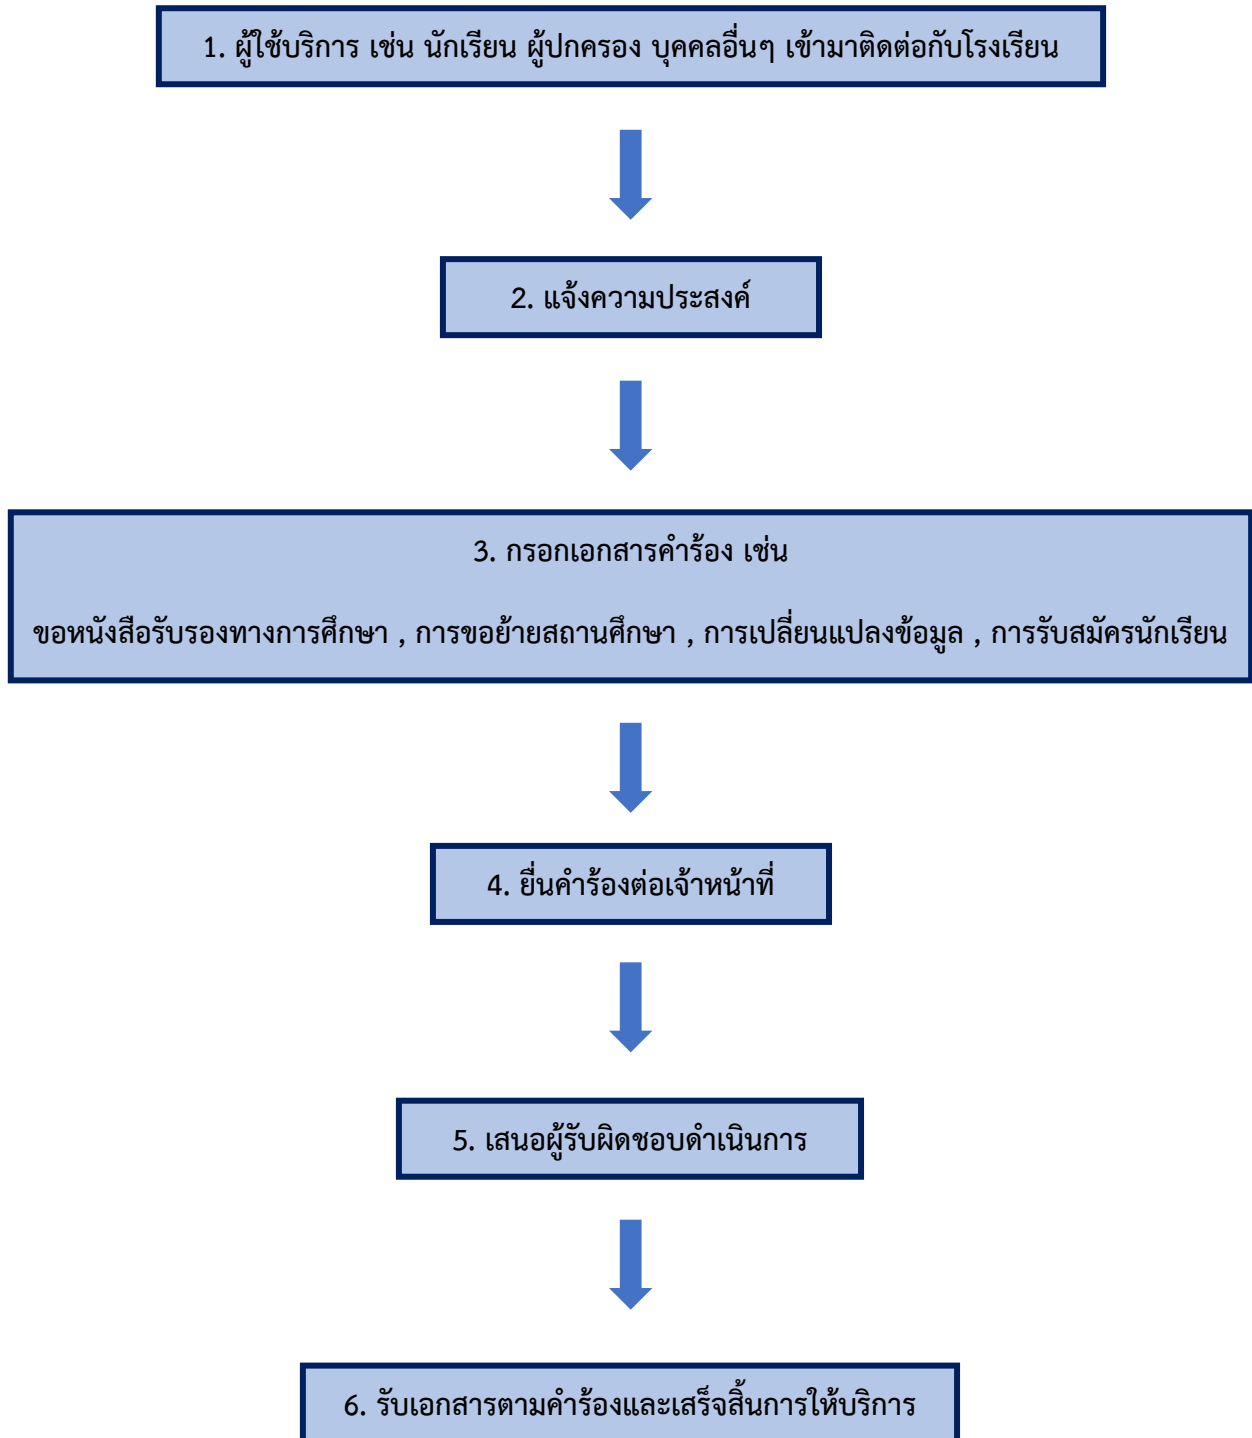 1. ผู้ใช้บริการ เช่น นักเรียน ผู้ปกครอง บุคคลอื่นๆ เข้ามาติดต่อกับโรงเรียน
2. แจ้งความประสงค์
3. กรอกเอกสารคำร้อง เช่น
ขอหนังสือรับรองทางการศึกษา , การขอย้ายสถานศึกษา , การเปลี่ยนแปลงข้อมูล , การรับสมัครนักเรียน
4. ยื่นคำร้องต่อเจ้าหน้าที่
5. เสนอผู้รับผิดชอบดำเนินการ
6. รับเอกสารตามคำร้องและเสร็จสิ้นการให้บริการ